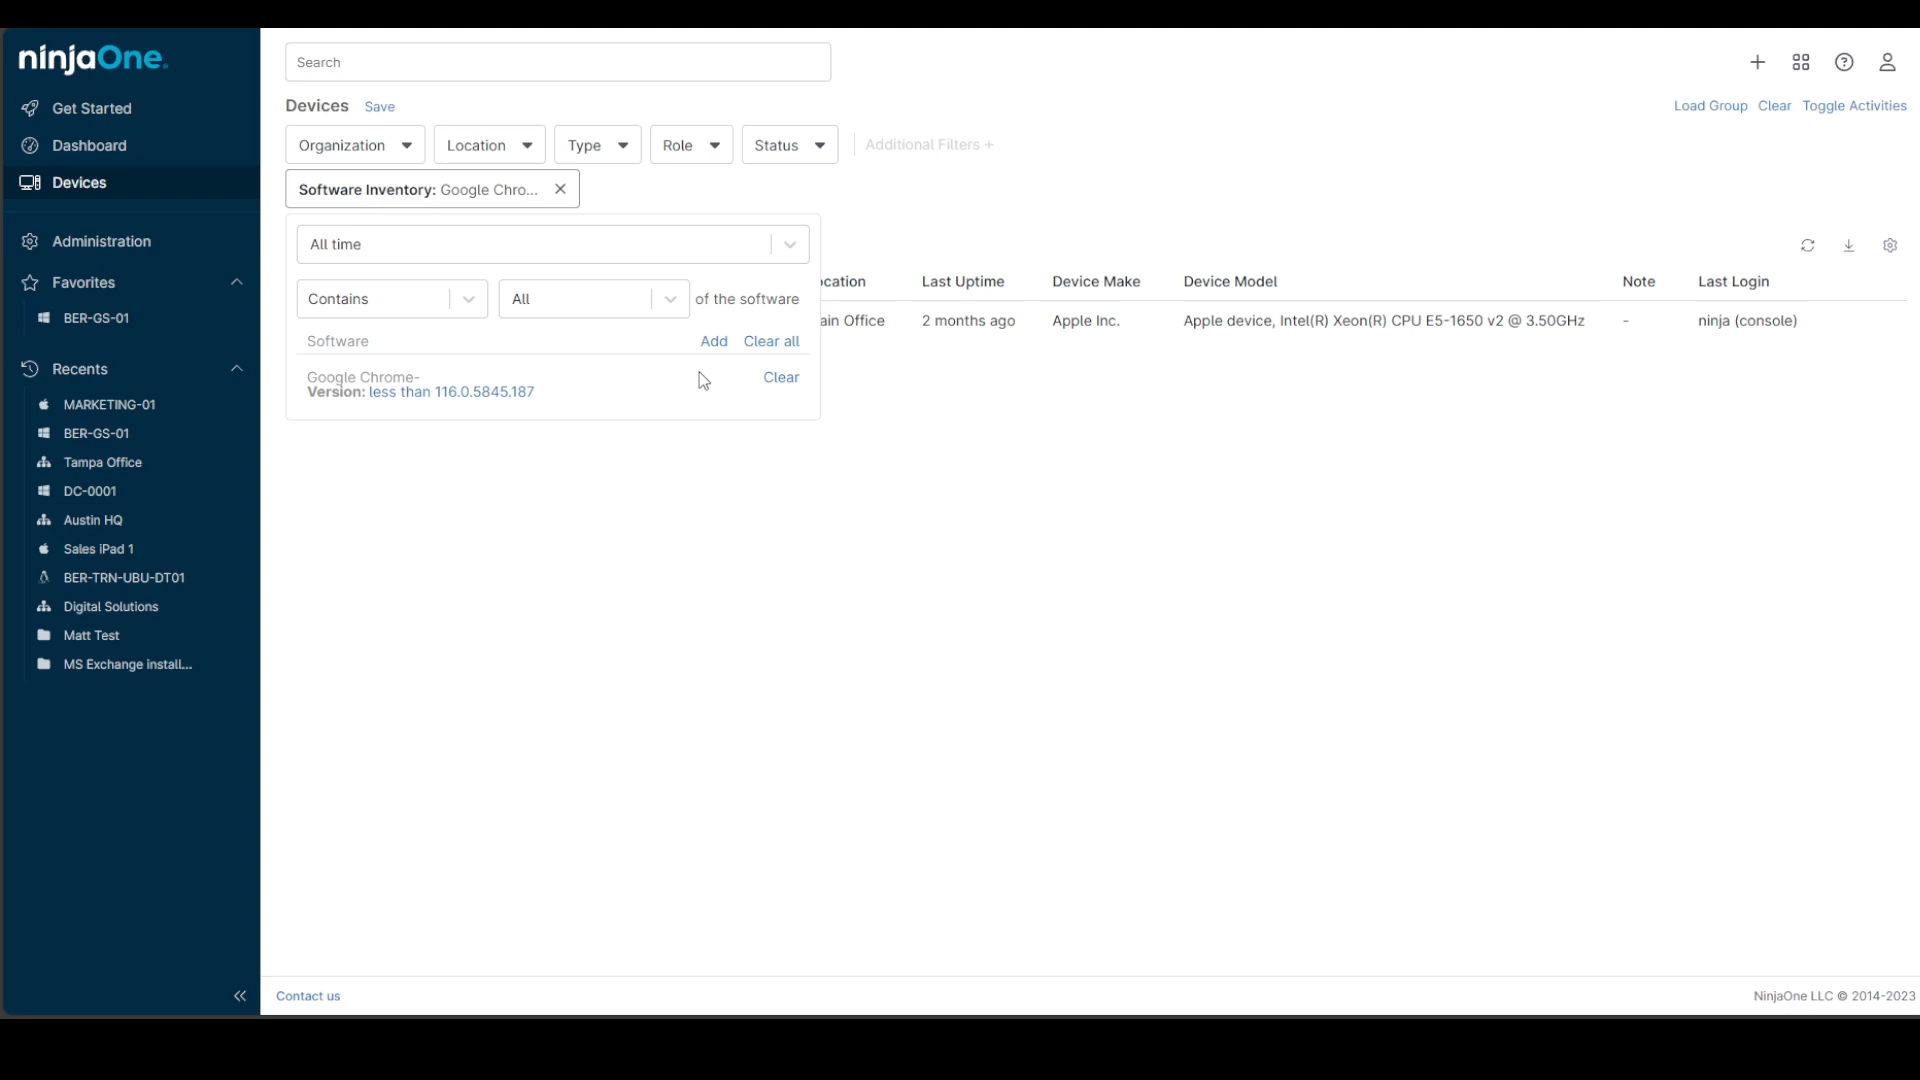 ninjaOne.
Search
Get Started
Dashboard
Devices
Administration
Favorites
BER-GS-01
Recents
MARKETING-01
BER-GS-01
Tampa Office
DC-0001
Austin HQ
Sales iPad 1
BER-TRN-UBU-DT01
Digital Solutions
Matt Test
MS Exchange install...
Devices Save
Load Group Clear Toggle Activities
Organization Location Type Role Status Additional Filters +
Software Inventory: Google Chro...
All time
Contains All of the software
Software Add Clear all
Google Chrome- Clear
Version: less than 116.0.5845.187
cation Last Uptime Device Make Device Model Note Last Login
ain Office 2 months ago Apple Inc. Apple device, Intel(R) Xeon(R) CPU E5-1650 v2 @ 3.50GHz - ninja (console)
Contact us
NinjaOne LLC © 2014-2023